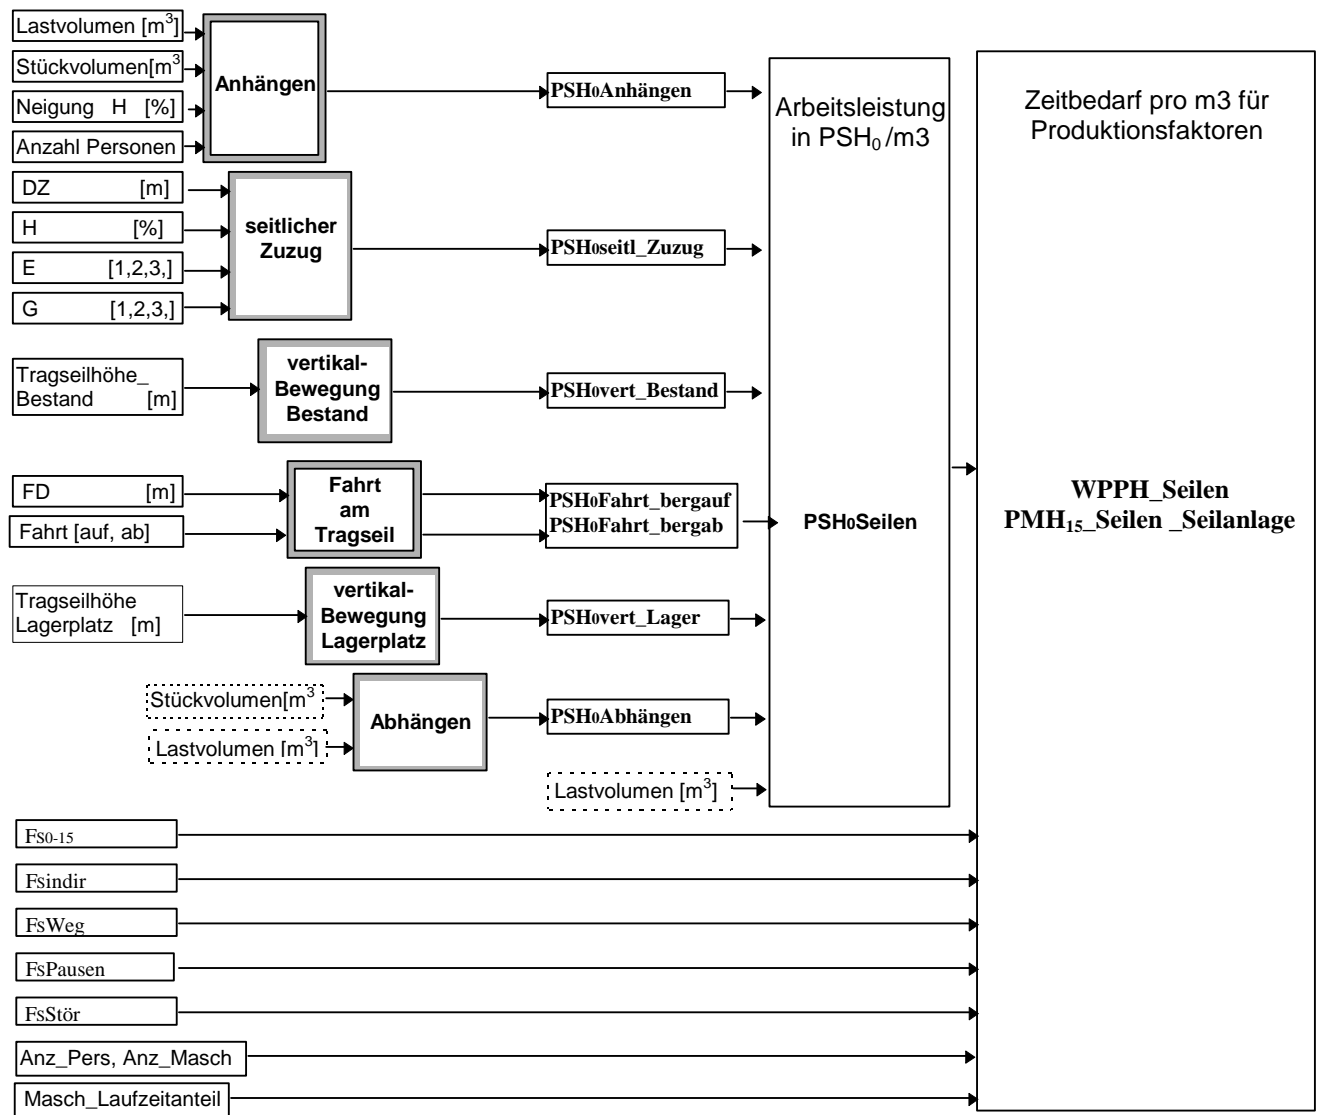 Lastvolumen [m³]
Stückvolumen[m³
Neigung H [%]
Anzahl Personen
Anhängen
PSH0Anhängen
DZ [m]
H [%]
E [1,2,3,]
G [1,2,3,]
seitlicher
Zuzug
PSH0seitl_Zuzug
Tragseilhöhe_
Bestand [m]
vertikal-
Bewegung
Bestand
PSH0vert_Bestand
FD [m]
Fahrt [auf, ab]
Fahrt
am
Tragseil
PSH0Fahrt_bergauf
PSH0Fahrt_bergab
Tragseilhöhe
Lagerplatz [m]
vertikal-
Bewegung
Lagerplatz
PSH0vert_Lager
Stückvolumen[m³
Lastvolumen [m³]
Abhängen
PSH0Abhängen
Lastvolumen [m³]
Arbeitsleistung
in PSH₀/m3
PSH0Seilen
Zeitbedarf pro m3 für
Produktionsfaktoren
WPPH_Seilen
PMH₁₅_Seilen _Seilanlage
FS0-15
FSindir
FSWeg
FSPausen
FSStör
Anz_Pers, Anz_Masch
Masch_Laufzeitanteil